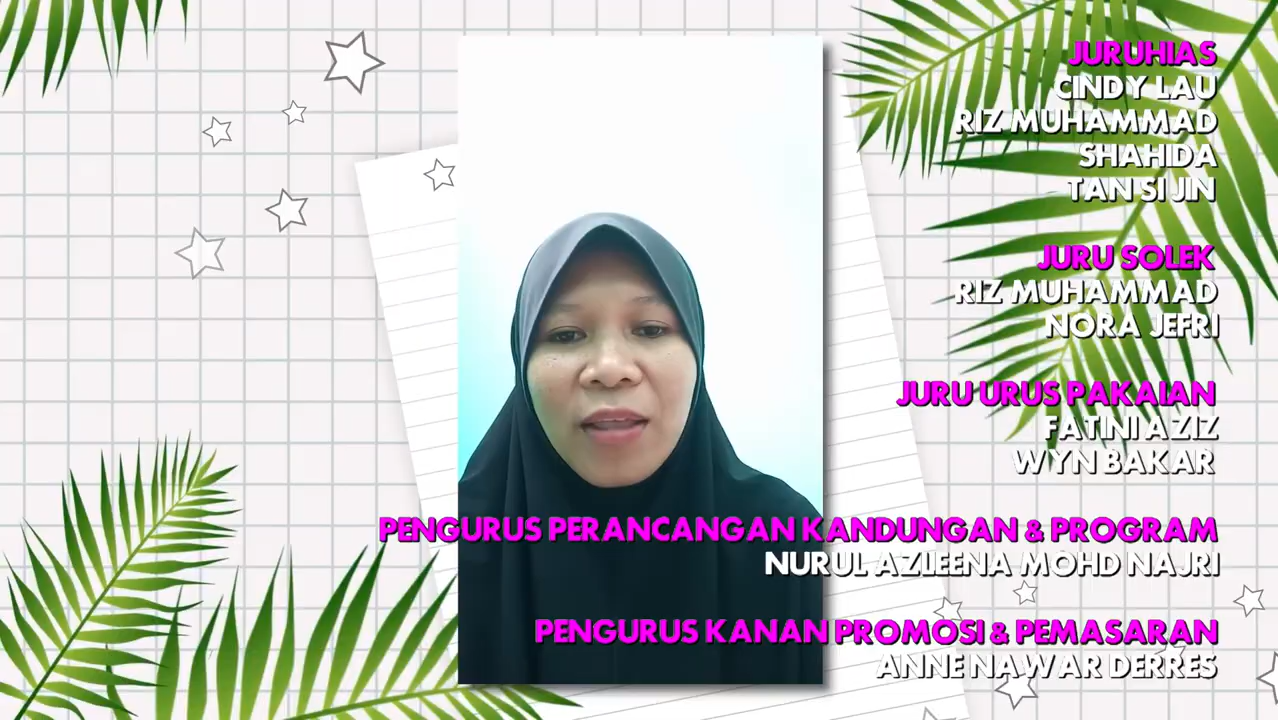 JURUHIAS
CINDY LAU
RIZ MUHAMMAD
SHAHIDA
TAN SI JIN
JURU SOLEK
RIZ MUHAMMAD
NORA JEFRI
JURU URUS PAKAIAN
FATINI AZIZ
WYN BAKAR
PENGURUS PERANCANGAN KANDUNGAN & PROGRAM
NURUL AZLEENA MOHD NAJRI
PENGURUS KANAN PROMOSI & PEMASARAN
ANNE NAWAR DERRES